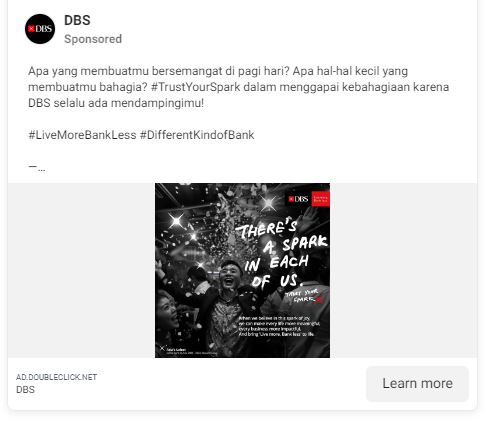 DBS
Sponsored
Apa yang membuatmu bersemangat di pagi hari? Apa hal-hal kecil yang
membuatmu bahagia? #TrustYourSpark dalam menggapai kebahagiaan karena
DBS selalu ada mendampingimu!
#LiveMoreBankLess #DifferentKindofBank
—...
DBS
THERE'S
A SPARK
IN EACH
OF US.
TRUST YOUR
SPARK
When we believe in this spark of joy,
we can make every life more meaningful,
every business more impactful.
And bring 'Live more, Bank less' to life.
AD.DOUBLECLICK.NET
DBS
Learn more